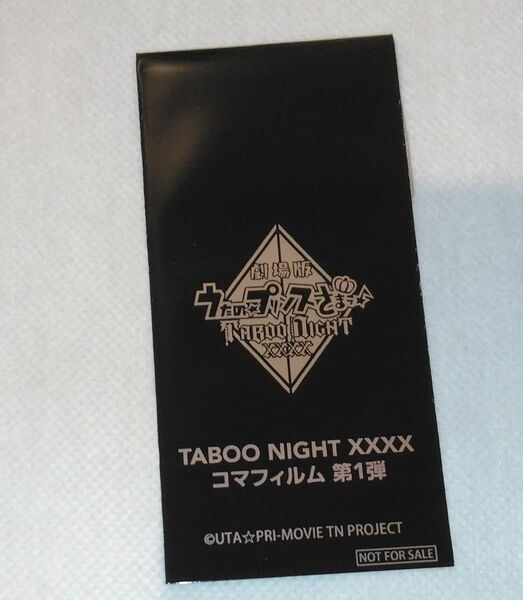 劇場版
うたの☆プリンスさまっ♪
TABOO NIGHT
XXXX
TABOO NIGHT XXXX
コマフィルム 第1弾
©UTA☆PRI-MOVIE TN PROJECT
NOT FOR SALE